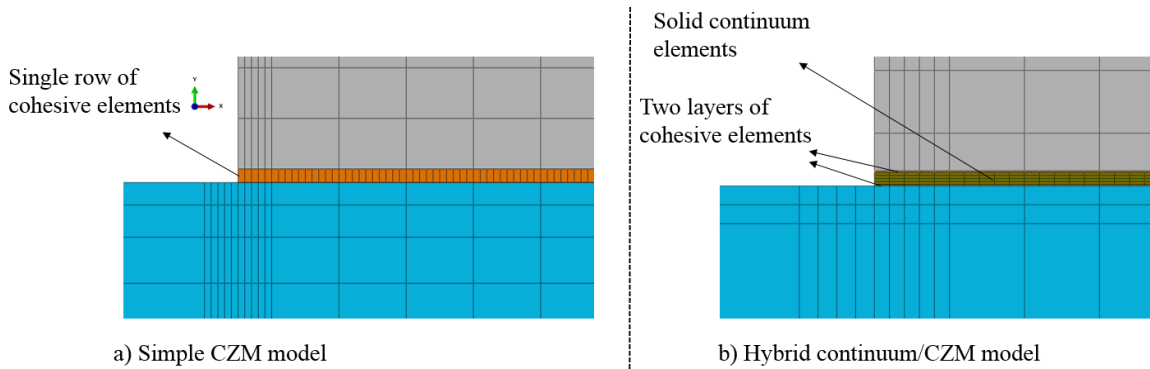 Single row of
cohesive elements
Y
X
a) Simple CZM model
Solid continuum
elements
Two layers of
cohesive elements
b) Hybrid continuum/CZM model